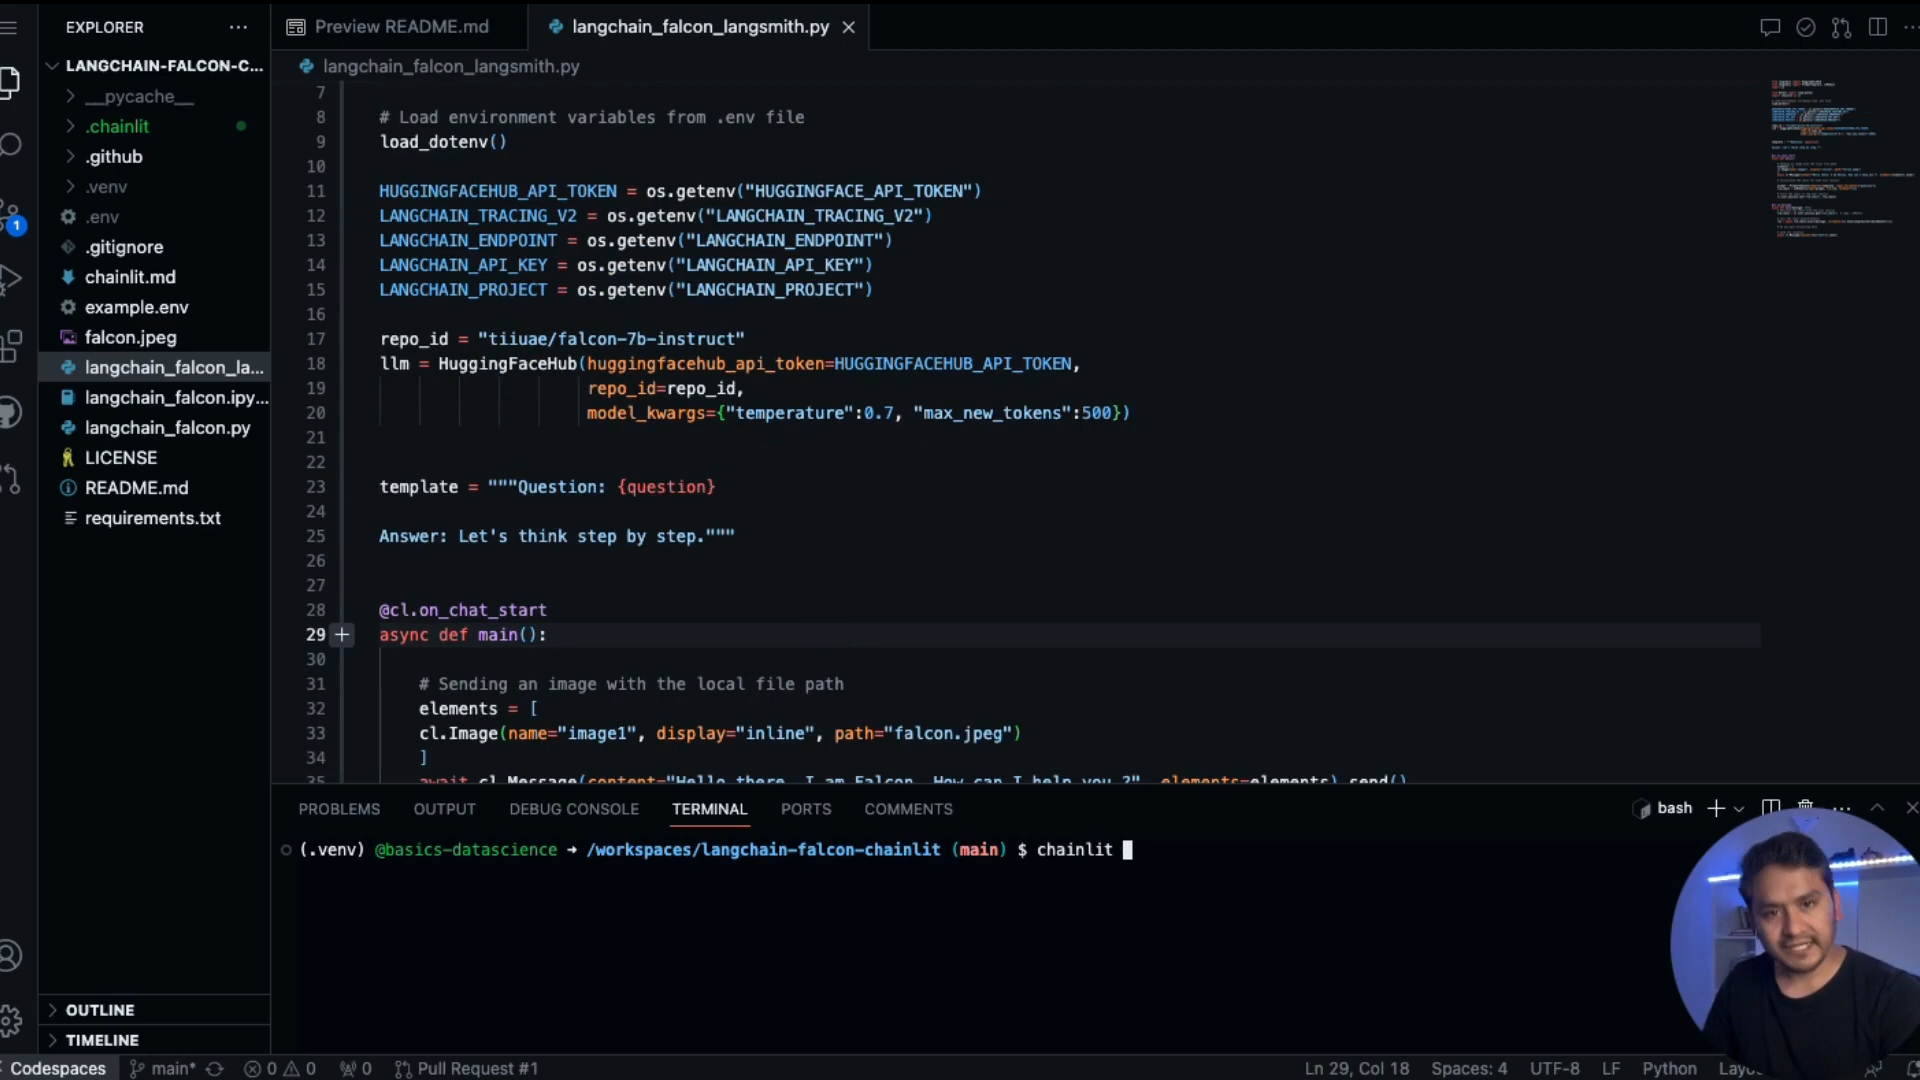 EXPLORER
Preview README.md
langchain_falcon_langsmith.py
LANGCHAIN-FALCON-C...
__pycache__
.chainlit
.github
.venv
.env
.gitignore
chainlit.md
example.env
falcon.jpeg
langchain_falcon_la...
langchain_falcon.ipy...
langchain_falcon.py
LICENSE
README.md
requirements.txt
1
OUTLINE
TIMELINE
langchain_falcon_langsmith.py
7
8 # Load environment variables from .env file
9 load_dotenv()
10
11 HUGGINGFACEHUB_API_TOKEN = os.getenv("HUGGINGFACE_API_TOKEN")
12 LANGCHAIN_TRACING_V2 = os.getenv("LANGCHAIN_TRACING_V2")
13 LANGCHAIN_ENDPOINT = os.getenv("LANGCHAIN_ENDPOINT")
14 LANGCHAIN_API_KEY = os.getenv("LANGCHAIN_API_KEY")
15 LANGCHAIN_PROJECT = os.getenv("LANGCHAIN_PROJECT")
16
17 repo_id = "tiiuae/falcon-7b-instruct"
18 llm = HuggingFaceHub(huggingfacehub_api_token=HUGGINGFACEHUB_API_TOKEN,
19 repo_id=repo_id,
20 model_kwargs={"temperature":0.7, "max_new_tokens":500})
21
22
23 template = """Question: {question}
24
25 Answer: Let's think step by step."""
26
27
28 @cl.on_chat_start
29 async def main():
30
31 # Sending an image with the local file path
32 elements = [
33 cl.Image(name="image1", display="inline", path="falcon.jpeg")
34 ]
35 await cl.Message(content="Hello there, I am Falcon. How can I help you ?", elements=elements).send()
PROBLEMS OUTPUT DEBUG CONSOLE TERMINAL PORTS COMMENTS
bash
(.venv) @basics-datascience ➜ /workspaces/langchain-falcon-chainlit (main) $ chainlit
Codespaces main* 0 0 0 Pull Request #1 Ln 29, Col 18 Spaces: 4 UTF-8 LF Python